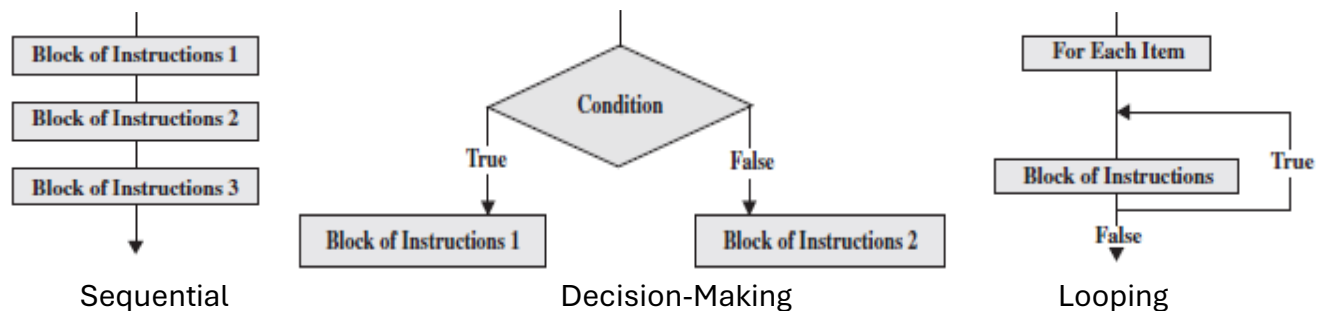 Block of Instructions 1
Block of Instructions 2
Block of Instructions 3
Sequential
Condition
True
False
Block of Instructions 1
Block of Instructions 2
Decision-Making
For Each Item
True
Block of Instructions
False
Looping